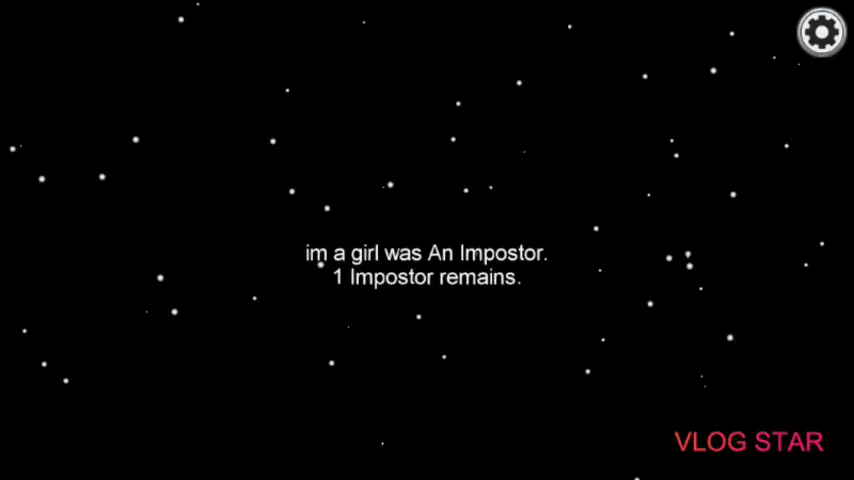 im a girl was An Impostor.
1 Impostor remains.
VLOG STAR